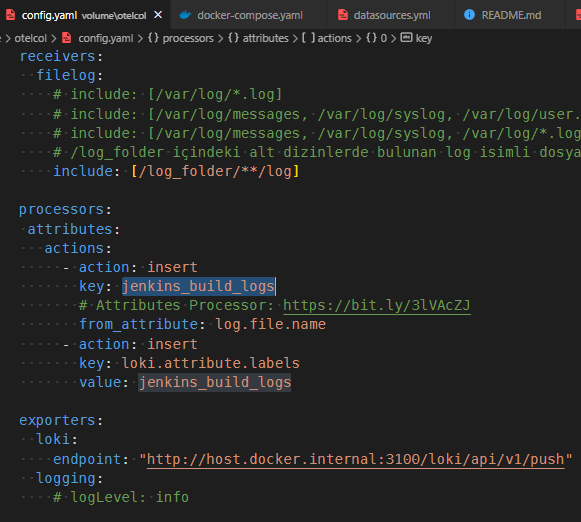 config.yaml volume\otelcol
docker-compose.yaml
datasources.yml
README.md
otelcol > config.yaml > processors > attributes > actions > 0 > key
receivers:
filelog:
# include: [/var/log/*.log]
# include: [/var/log/messages, /var/log/syslog, /var/log/user.
# include: [/var/log/messages, /var/log/syslog, /var/log/*.log
# /log_folder içindeki alt dizinlerde bulunan log isimli dosya
include: [/log_folder/**/log]
processors:
attributes:
actions:
- action: insert
key: jenkins_build_logs
# Attributes Processor: https://bit.ly/3lVAcZJ
from_attribute: log.file.name
- action: insert
key: loki.attribute.labels
value: jenkins_build_logs
exporters:
loki:
endpoint: "http://host.docker.internal:3100/loki/api/v1/push"
logging:
# logLevel: info